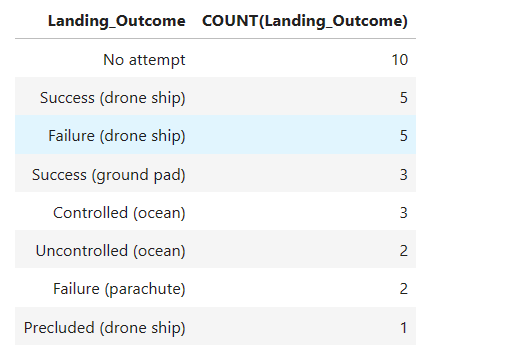 Landing_Outcome COUNT(Landing_Outcome)
No attempt 10
Success (drone ship) 5
Failure (drone ship) 5
Success (ground pad) 3
Controlled (ocean) 3
Uncontrolled (ocean) 2
Failure (parachute) 2
Precluded (drone ship) 1